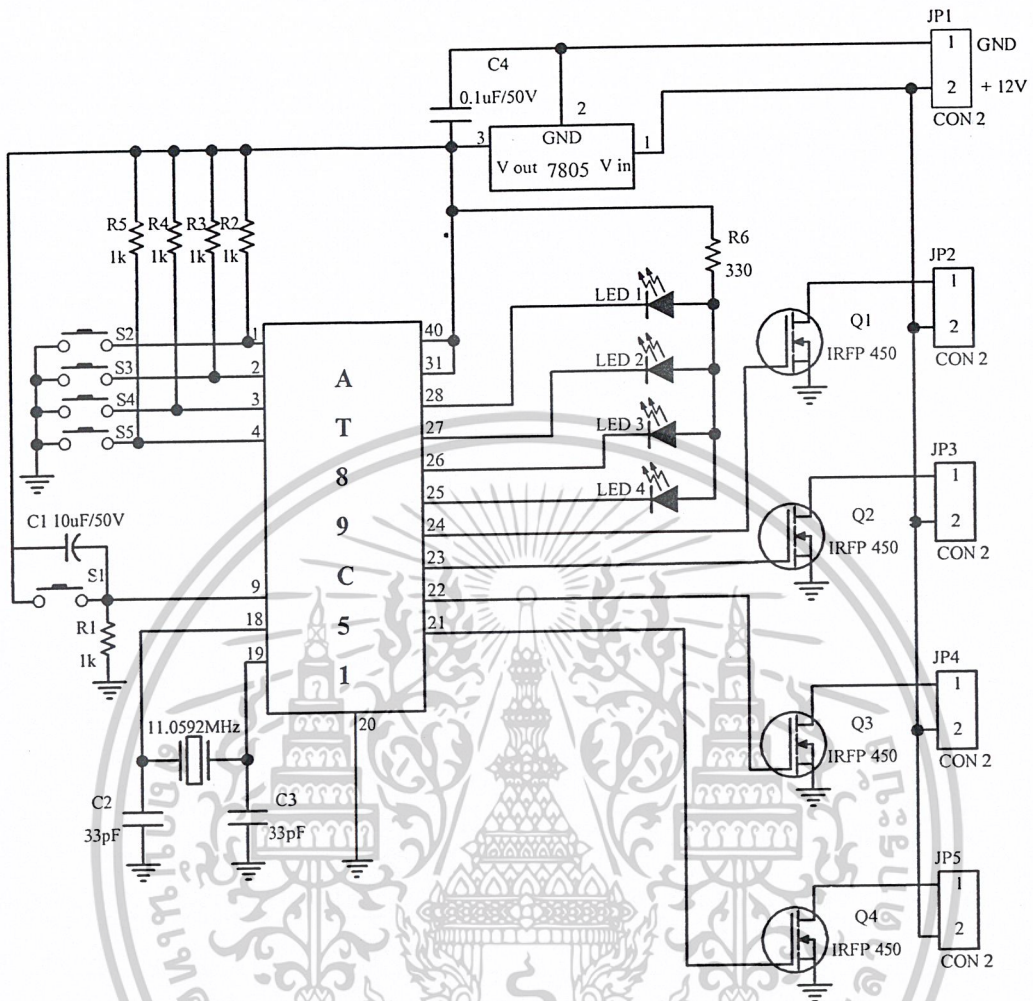 JP1
1 GND
2 + 12V
CON 2
C4
0.1uF/50V
2
GND
3
1
V out 7805 V in
R5 R4 R3 R2
1k 1k 1k 1k
R6
330
JP2
1
2
CON 2
LED 1
LED 2
LED 3
LED 4
Q1
IRFP 450
S2
S3
S4
S5
1
2
3
4
A
T
8
9
C
5
1
40
31
28
27
26
25
24
23
22
21
JP3
1
2
CON 2
Q2
IRFP 450
C1 10uF/50V
S1
R1
1k
9
18
19
20
11.0592MHz
C2
33pF
C3
33pF
JP4
1
2
CON 2
Q3
IRFP 450
JP5
1
2
CON 2
Q4
IRFP 450